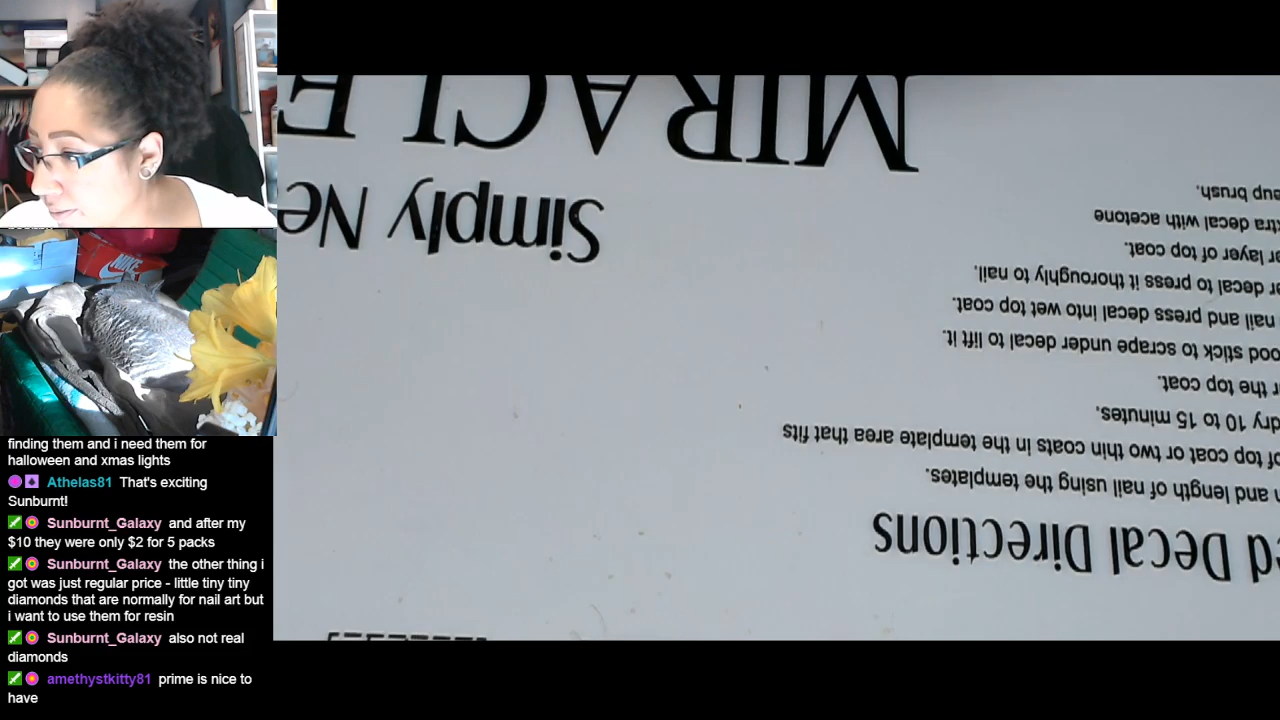 finding them and i need them for
halloween and xmas lights
Athelas81 That's exciting
Sunburnt!
Sunburnt_Galaxy and after my
$10 they were only $2 for 5 packs
Sunburnt_Galaxy the other thing i
got was just regular price - little tiny tiny
diamonds that are normally for nail art but
i want to use them for resin
Sunburnt_Galaxy also not real
diamonds
amethystkitty81 prime is nice to
have
Decal Directions
and length of nail using the templates.
of top coat or two thin coats in the template area that fits
dry 10 to 15 minutes.
the top coat.
stick to scrape under decal to lift it.
nail and press decal into wet top coat.
decal to press it thoroughly to nail.
layer of top coat.
decal with acetone
brush.
Simply
MIRACLE
NIKE